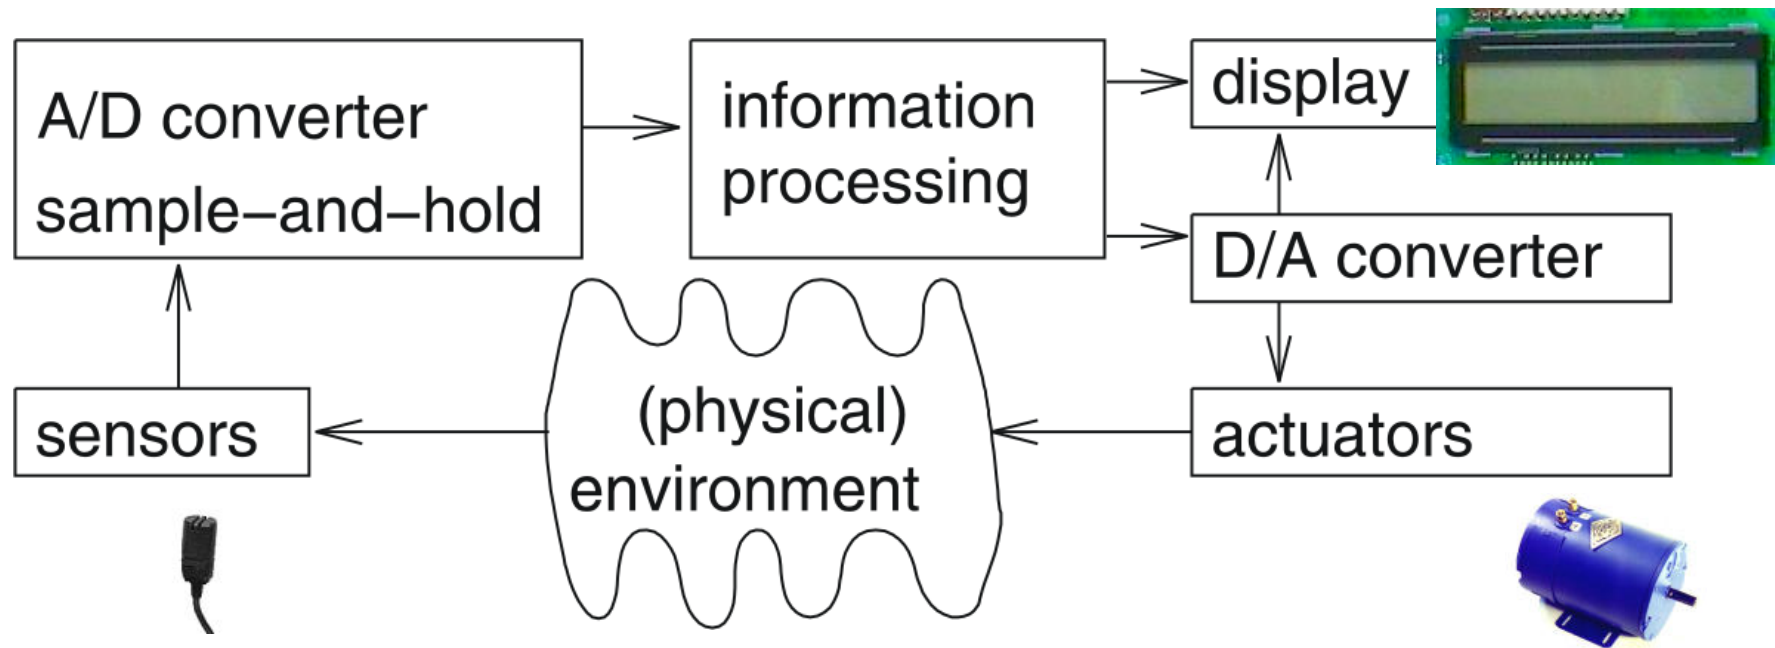 A/D converter
sample–and–hold
information
processing
display
D/A converter
sensors
(physical)
environment
actuators